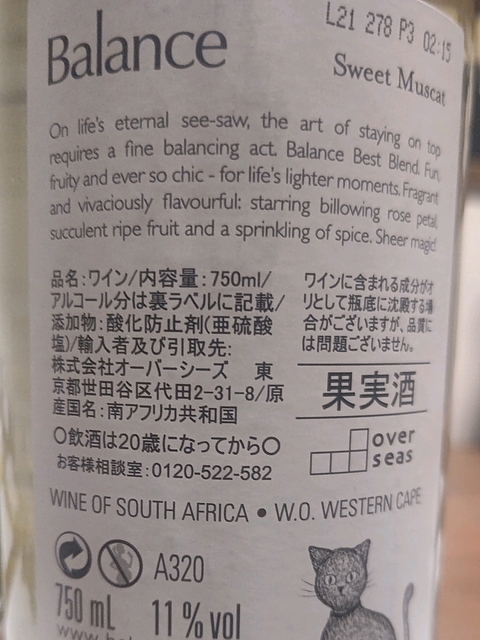 L21 278 P3 02:15
Balance
Sweet Muscat
On life's eternal see-saw, the art of staying on top
requires a fine balancing act. Balance Best Blend. Fun,
fruity and ever so chic - for life's lighter moments. Fragrant
and vivaciously flavourful: starring billowing rose petal,
succulent ripe fruit and a sprinkling of spice. Sheer magic!
品名:ワイン/内容量:750ml/
アルコール分は裏ラベルに記載/
添加物:酸化防止剤(亜硫酸
塩)/輸入者及び引取先:
株式会社オーバーシーズ 東
京都世田谷区代田2-31-8/原
産国名:南アフリカ共和国
○飲酒は20歳になってから○
お客様相談室:0120-522-582
ワインに含まれる成分がオ
リとして瓶底に沈殿する場
合がございますが、品質に
は問題ございません。
果実酒
over
seas
WINE OF SOUTH AFRICA • W.O. WESTERN CAPE
A320
750 mL 11 % vol